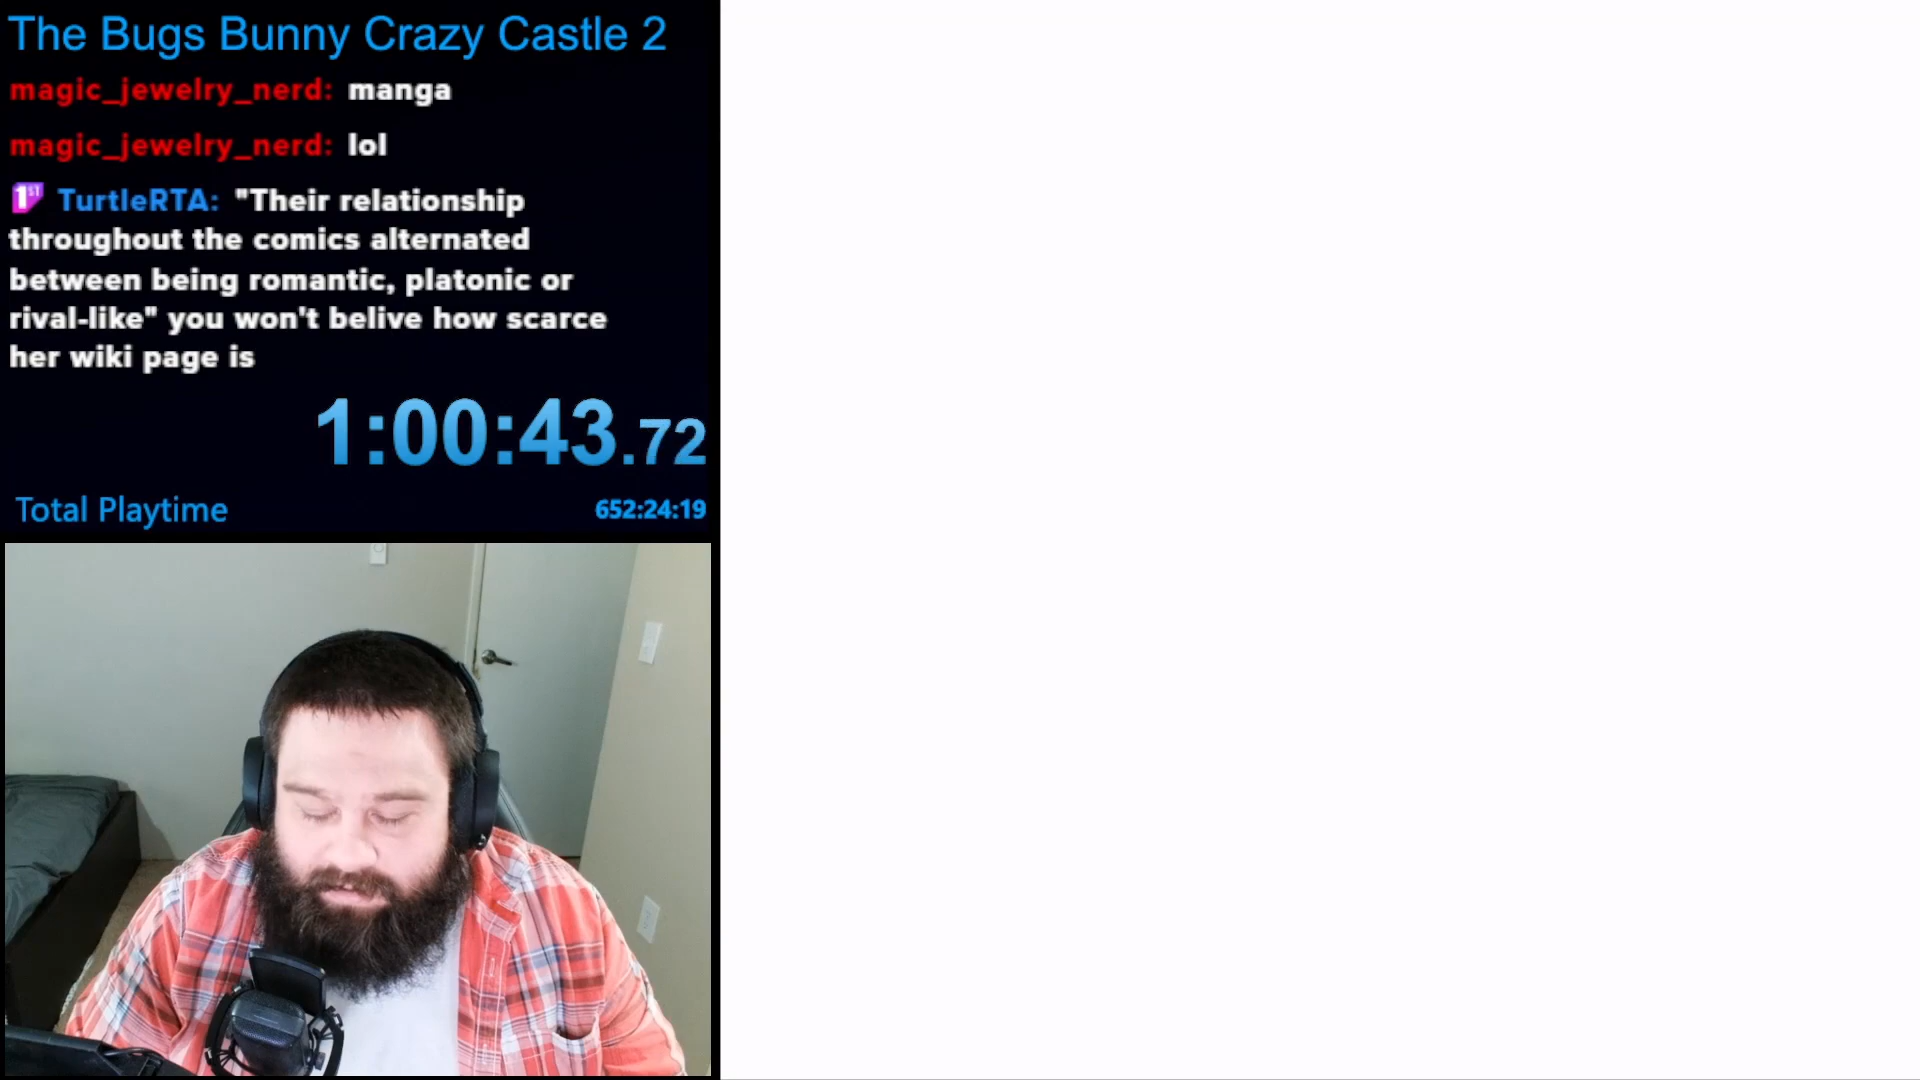 The Bugs Bunny Crazy Castle 2
magic_jewelry_nerd: manga
magic_jewelry_nerd: lol
1ST TurtleRTA: "Their relationship
throughout the comics alternated
between being romantic, platonic or
rival-like" you won't belive how scarce
her wiki page is
1:00:43.72
Total Playtime 652:24:19